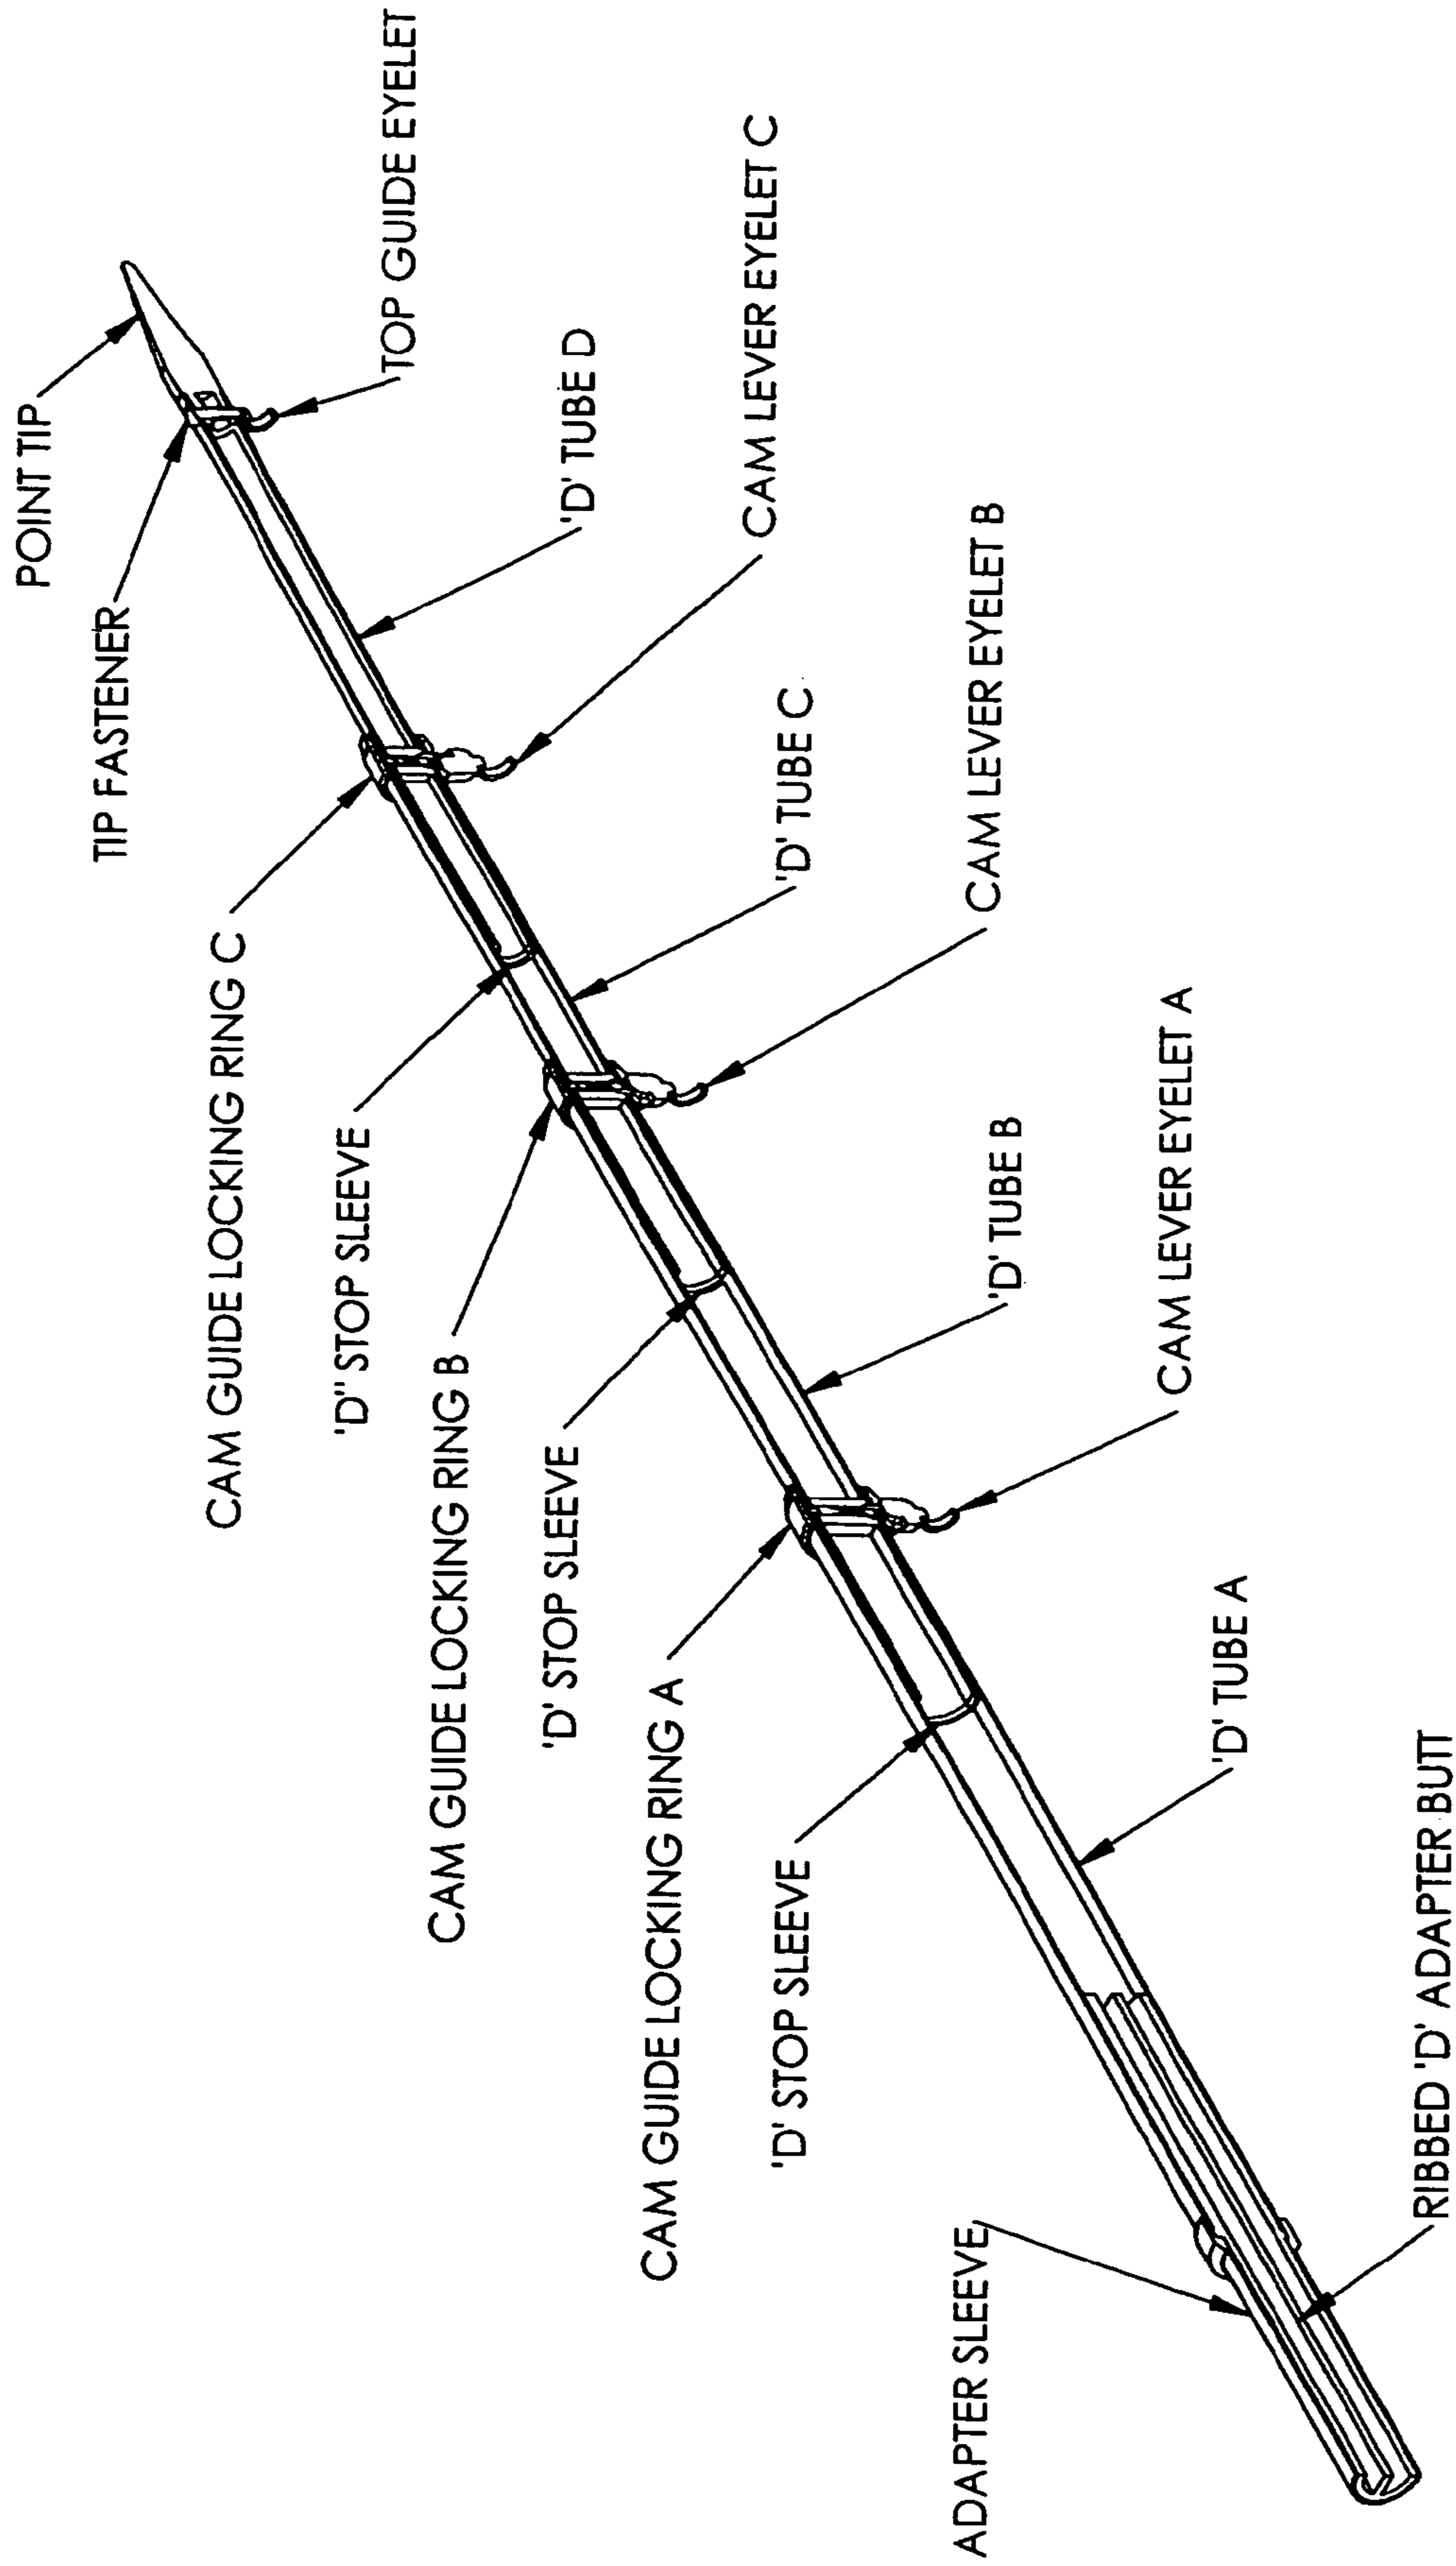 POINT TIP
TIP FASTENER
CAM GUIDE LOCKING RING C
'D'' STOP SLEEVE
TOP GUIDE EYELET
CAM GUIDE LOCKING RING B
'D' STOP SLEEVE
'D' TUBE D
CAM GUIDE LOCKING RING A
CAM LEVER EYELET C
'D' STOP SLEEVE
'D' TUBE C
ADAPTER SLEEVE
CAM LEVER EYELET B
'D' TUBE B
CAM LEVER EYELET A
'D' TUBE A
RIBBED 'D' ADAPTER BUTT